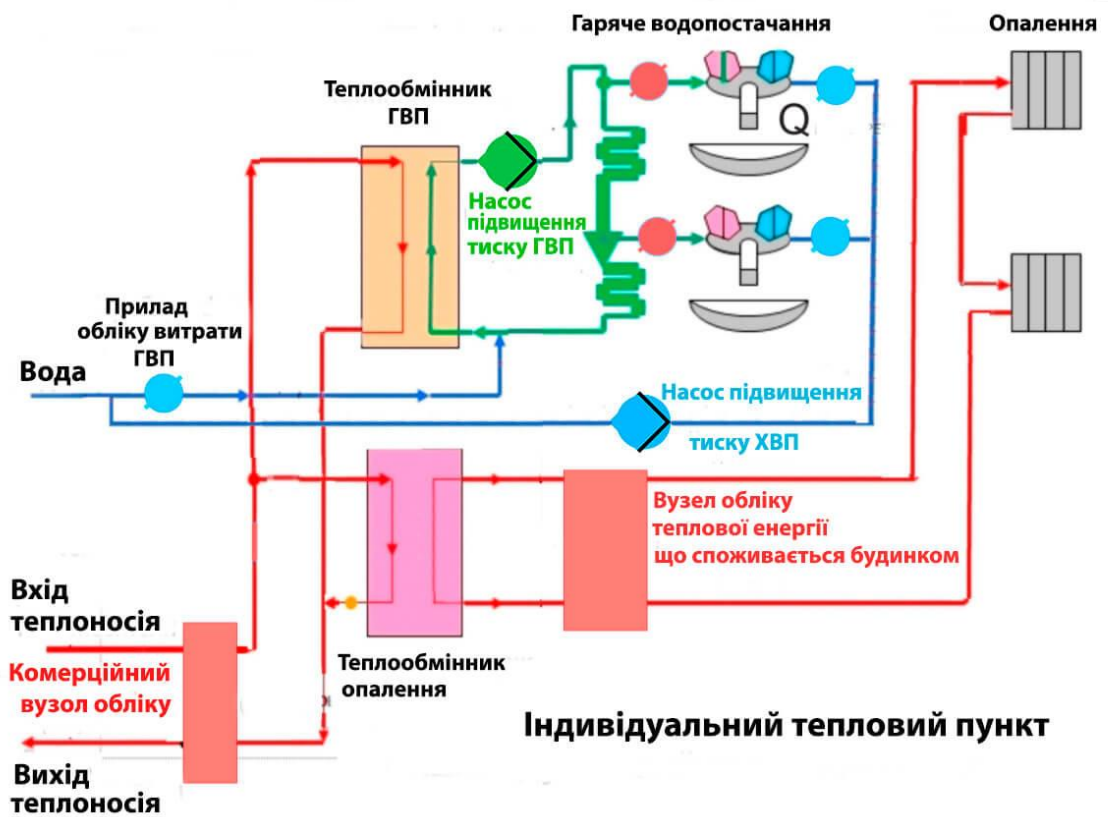 Гаряче водопостачання
Опалення
Теплообмінник
ГВП
Q
Насос
підвищення
тиску ГВП
Прилад
обліку витрати
ГВП
Вода
Насос підвищення
тиску ХВП
Вузел обліку
теплової енергії
що споживається будинком
Вхід
теплоносія
Комерційний
вузол обліку
Теплообмінник
опалення
Індивідуальний тепловий пункт
Вихід
теплоносія